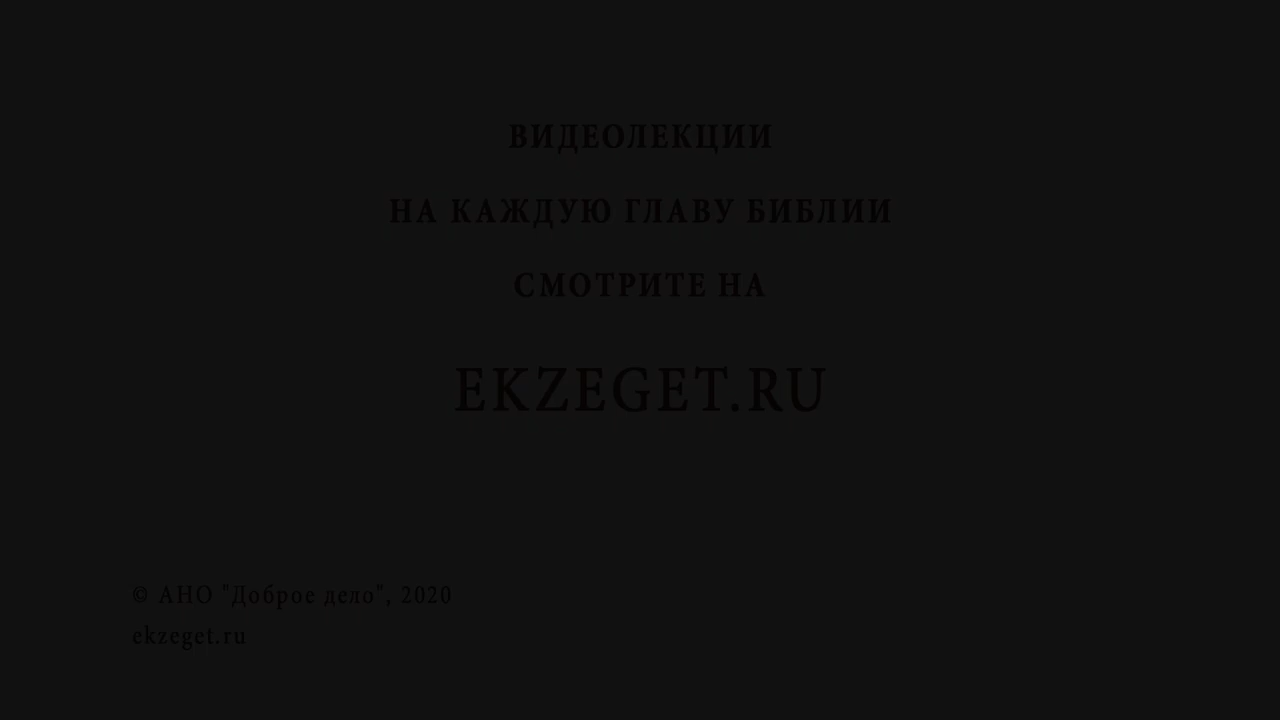 ВИДЕОЛЕКЦИИ
НА КАЖДУЮ ГЛАВУ БИБЛИИ
СМОТРИТЕ НА
EKZEGET.RU
© АНО "Доброе дело", 2020
ekzeget.ru